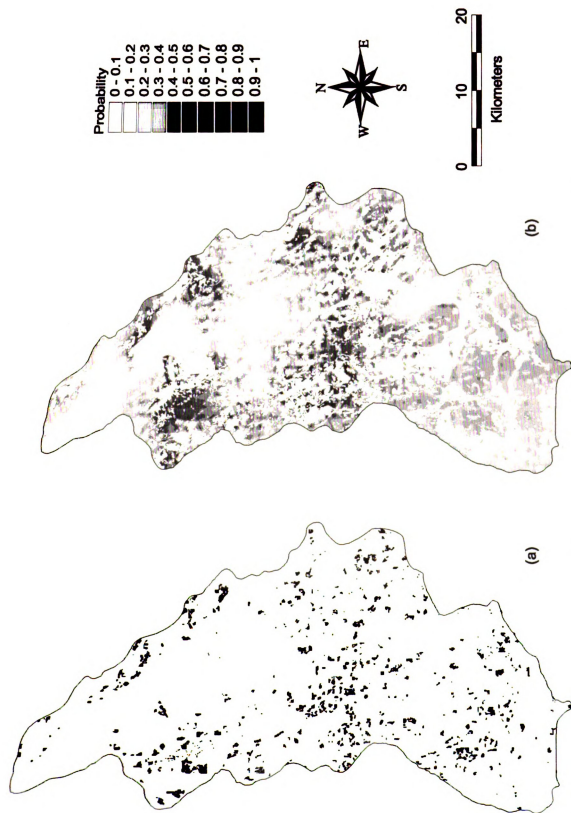 Probability
0 - 0.1
0.1 - 0.2
0.2 - 0.3
0.3 - 0.4
0.4 - 0.5
0.5 - 0.6
0.6 - 0.7
0.7 - 0.8
0.8 - 0.9
0.9 - 1
N
W
E
S
0
10
20
Kilometers
(b)
(a)